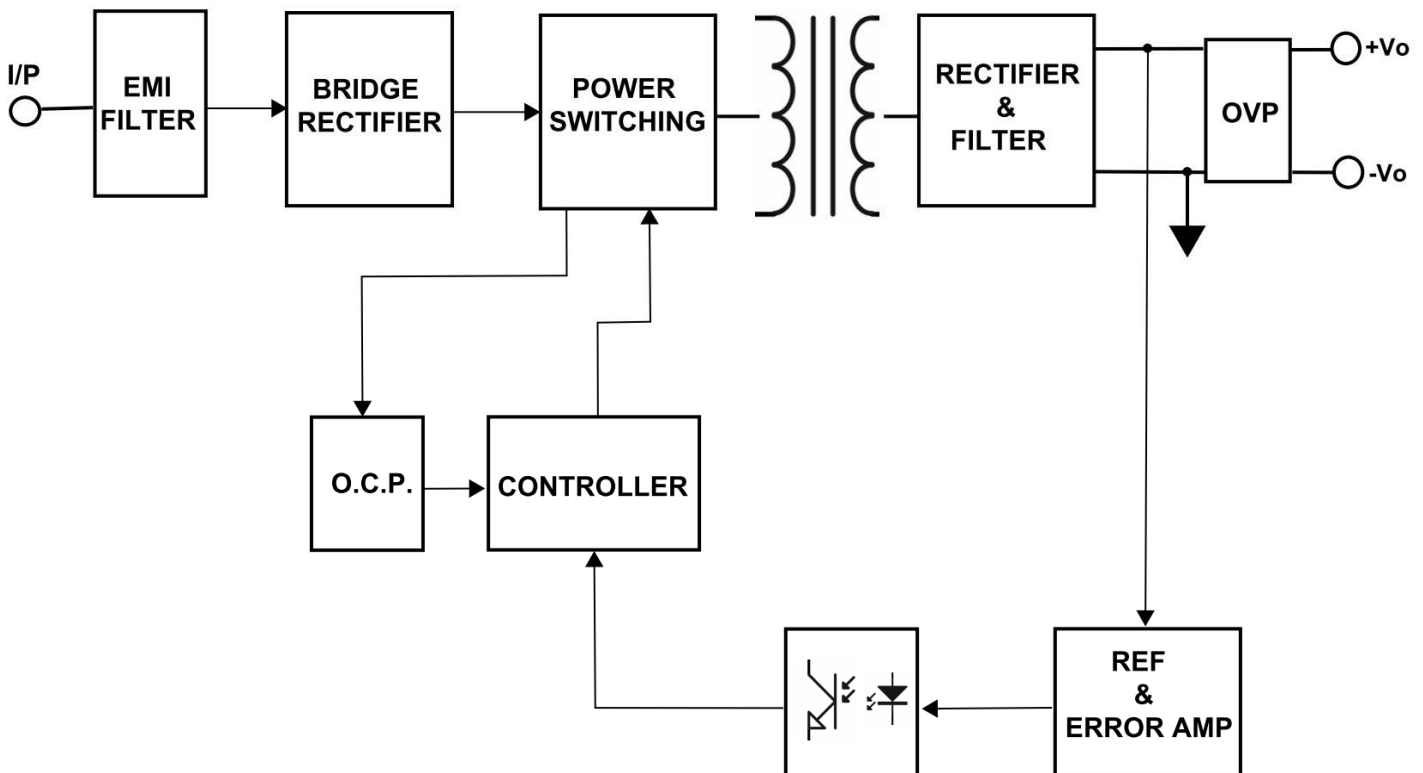 I/P
EMI
FILTER
BRIDGE
RECTIFIER
POWER
SWITCHING
RECTIFIER
&
FILTER
OVP
+Vo
-Vo
O.C.P.
CONTROLLER
REF
&
ERROR AMP